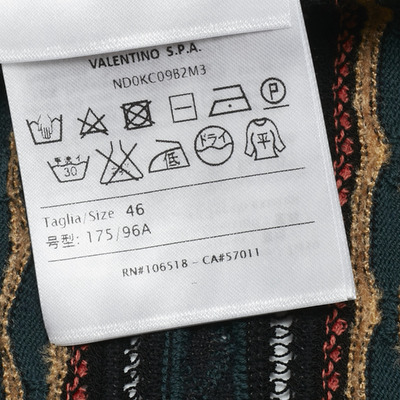 VALENTINO S.P.A.
ND0KC09B2M3
P
30 低 ドライ 平
Taglia/Size 46
号型: 175/96A
RN#106518 - CA#57011